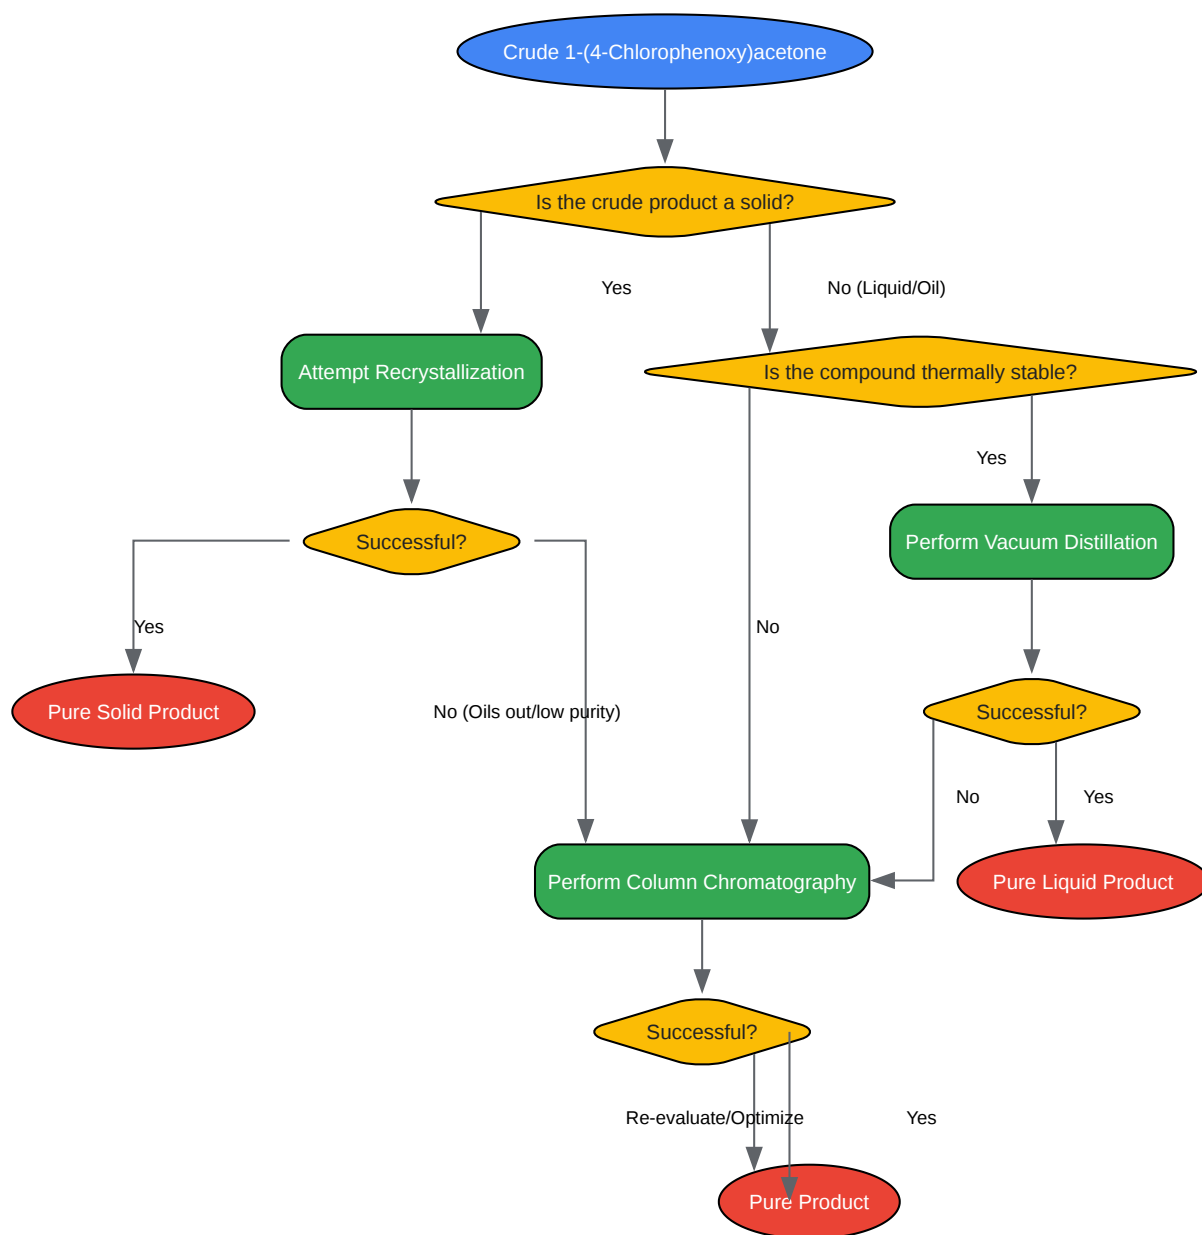 Crude 1-(4-Chlorophenoxy)acetone
Is the crude product a solid?
Yes
No (Liquid/Oil)
Attempt Recrystallization
Is the compound thermally stable?
Yes
Successful?
Perform Vacuum Distillation
Yes
No
Pure Solid Product
No (Oils out/low purity)
Successful?
No
Yes
Perform Column Chromatography
Pure Liquid Product
Successful?
Re-evaluate/Optimize
Yes
Pure Product